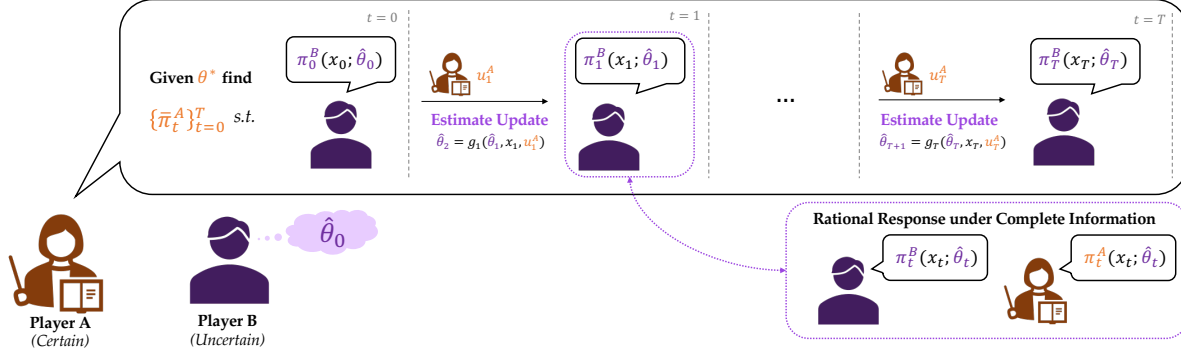 t = 0
t = 1
t = T
Given θ* find
{π̄_t^A}_{t=0}^T s.t.
π_0^B(x_0; θ̂_0)
u_1^A
Estimate Update
θ̂_2 = g_1(θ̂_1, x_1, u_1^A)
π_1^B(x_1; θ̂_1)
...
u_T^A
Estimate Update
θ̂_{T+1} = g_T(θ̂_T, x_T, u_T^A)
π_T^B(x_T; θ̂_T)
θ̂_0
Player A
(Certain)
Player B
(Uncertain)
Rational Response under Complete Information
π_t^B(x_t; θ̂_t)
π_t^A(x_t; θ̂_t)